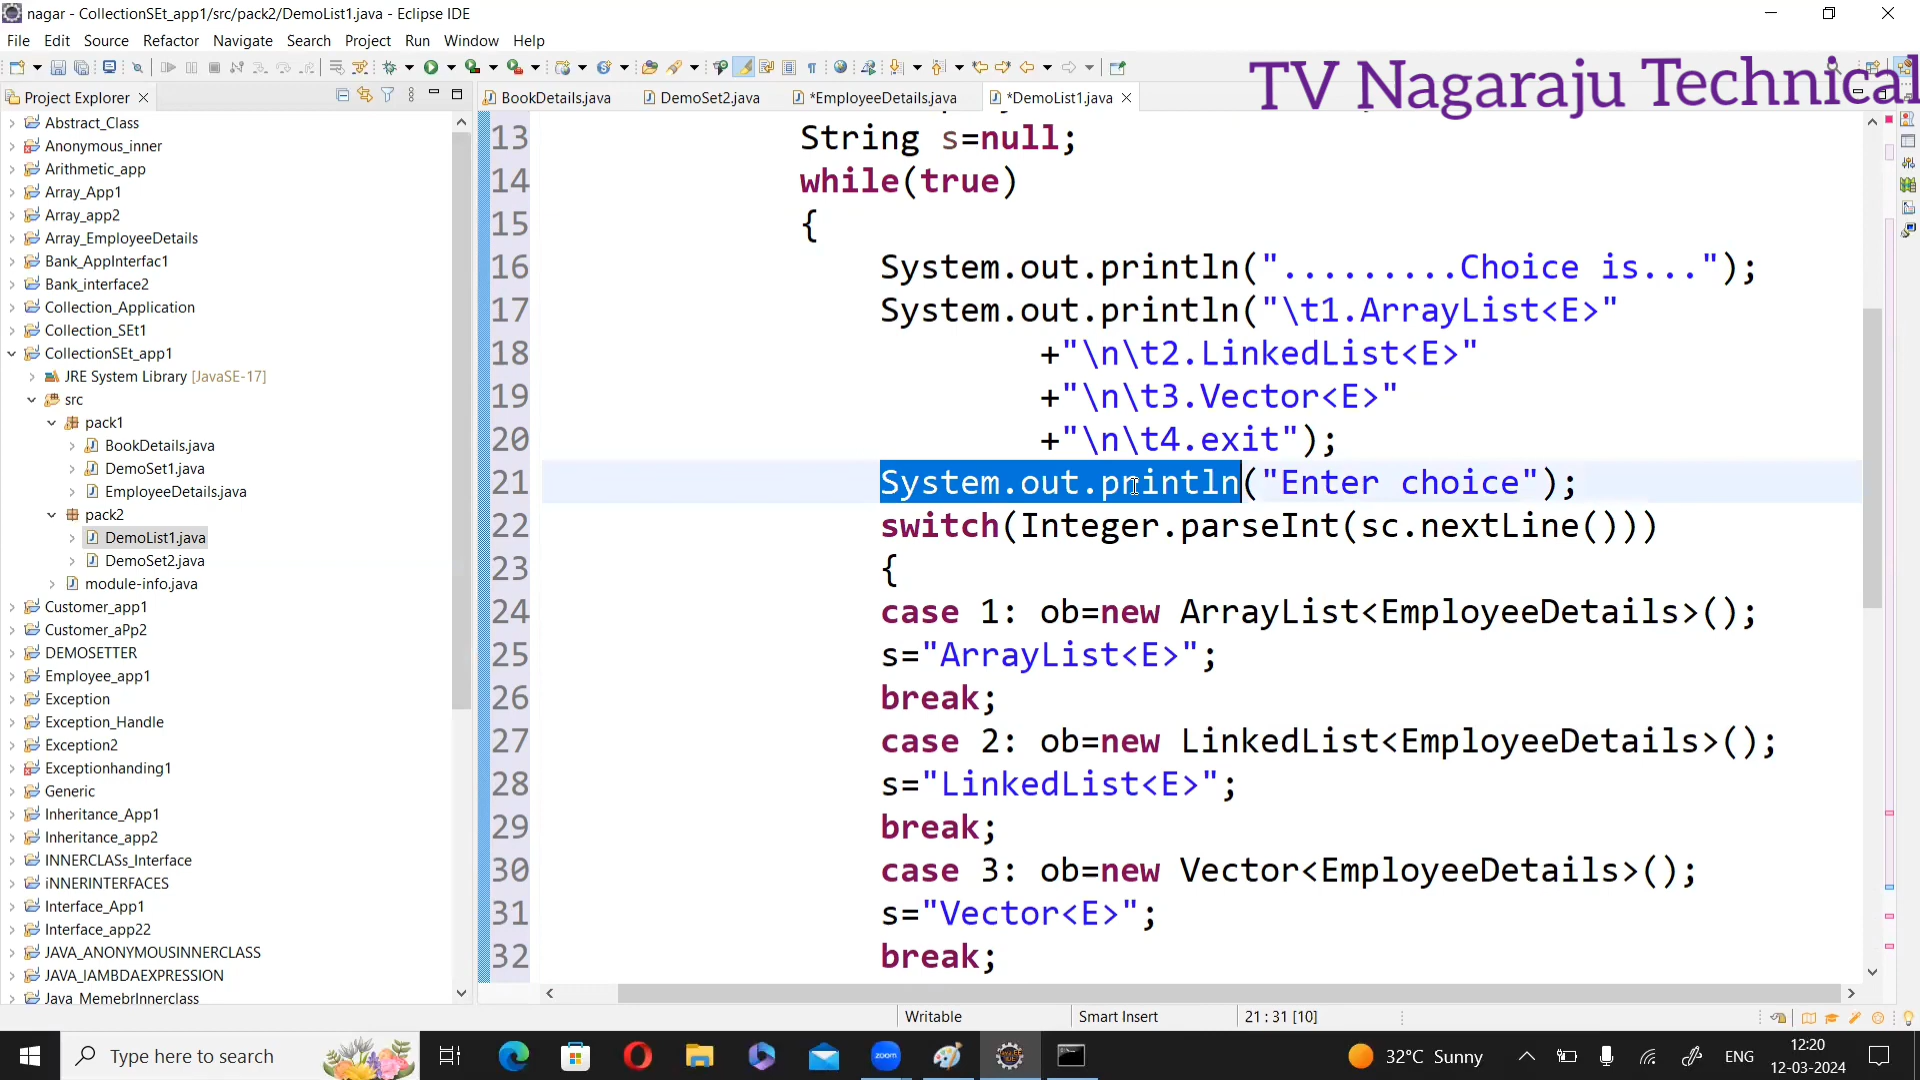 nagar - CollectionSEt_app1/src/pack2/DemoList1.java - Eclipse IDE
File Edit Source Refactor Navigate Search Project Run Window Help
TV Nagaraju Technical
Project Explorer
BookDetails.java DemoSet2.java *EmployeeDetails.java *DemoList1.java
Abstract_Class
Anonymous_inner
Arithmetic_app
Array_App1
Array_app2
Array_EmployeeDetails
Bank_AppInterfac1
Bank_interface2
Collection_Application
Collection_SEt1
CollectionSEt_app1
JRE System Library [JavaSE-17]
src
pack1
BookDetails.java
DemoSet1.java
EmployeeDetails.java
pack2
DemoList1.java
DemoSet2.java
module-info.java
Customer_app1
Customer_aPp2
DEMOSETTER
Employee_app1
Exception
Exception_Handle
Exception2
Exceptionhanding1
Generic
Inheritance_App1
Inheritance_app2
INNERCLASs_Interface
iNNERINTERFACES
Interface_App1
Interface_app22
JAVA_ANONYMOUSINNERCLASS
JAVA_lAMBDAEXPRESSION
Java_MemebrInnerclass
13 String s=null;
14 while(true)
15 {
16 System.out.println(".........Choice is...");
17 System.out.println("\t1.ArrayList<E>"
18 +"\n\t2.LinkedList<E>"
19 +"\n\t3.Vector<E>"
20 +"\n\t4.exit");
21 System.out.println("Enter choice");
22 switch(Integer.parseInt(sc.nextLine()))
23 {
24 case 1: ob=new ArrayList<EmployeeDetails>();
25 s="ArrayList<E>";
26 break;
27 case 2: ob=new LinkedList<EmployeeDetails>();
28 s="LinkedList<E>";
29 break;
30 case 3: ob=new Vector<EmployeeDetails>();
31 s="Vector<E>";
32 break;
Writable Smart Insert 21 : 31 [10]
Type here to search
zoom
32°C Sunny
ENG
12:20
12-03-2024